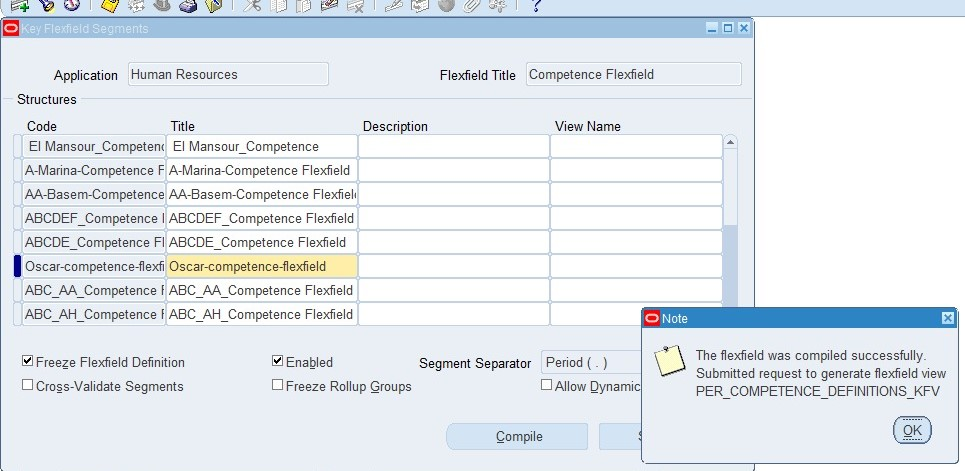 Key Flexfield Segments
Application Human Resources Flexfield Title Competence Flexfield
Structures
Code Title Description View Name
El Mansour_Competenc El Mansour_Competence
A-Marina-Competence F A-Marina-Competence Flexfield
AA-Basem-Competence AA-Basem-Competence Flexfiel
ABCDEF_Competence ABCDEF_Competence Flexfield
ABCDE_Competence Fl ABCDE_Competence Flexfield
Oscar-competence-flexfi Oscar-competence-flexfield
ABC_AA_Competence F ABC_AA_Competence Flexfield
ABC_AH_Competence F ABC_AH_Competence Flexfield
Freeze Flexfield Definition Enabled Segment Separator Period ( . )
Cross-Validate Segments Freeze Rollup Groups Allow Dynamic
Compile
Note
The flexfield was compiled successfully.
Submitted request to generate flexfield view
PER_COMPETENCE_DEFINITIONS_KFV
OK